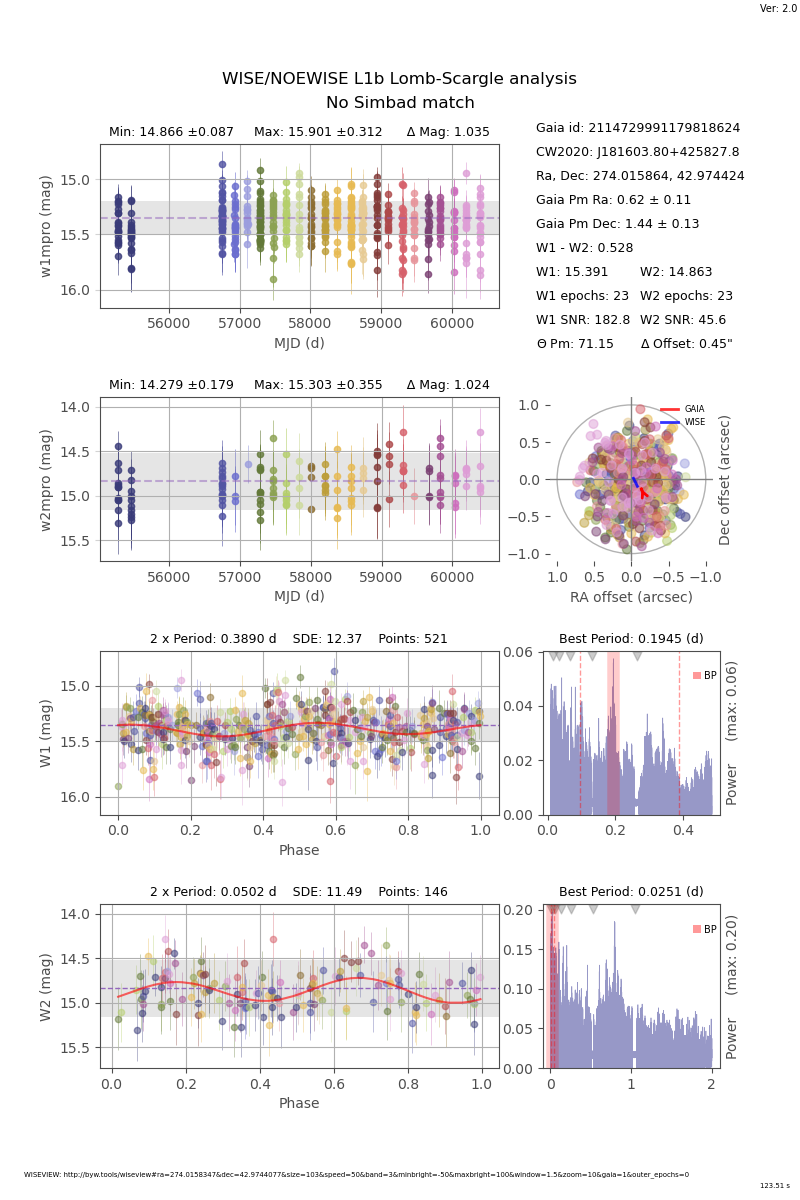 Ver: 2.0
WISE/NOEWISE L1b Lomb-Scargle analysis
No Simbad match
Min: 14.866 ±0.087 Max: 15.901 ±0.312 Δ Mag: 1.035
15.0
15.5
16.0
w1mpro (mag)
56000 57000 58000 59000 60000
MJD (d)
Gaia id: 2114729991179818624
CW2020: J181603.80+425827.8
Ra, Dec: 274.015864, 42.974424
Gaia Pm Ra: 0.62 ± 0.11
Gaia Pm Dec: 1.44 ± 0.13
W1 - W2: 0.528
W1: 15.391 W2: 14.863
W1 epochs: 23 W2 epochs: 23
W1 SNR: 182.8 W2 SNR: 45.6
Θ Pm: 71.15 Δ Offset: 0.45"
Min: 14.279 ±0.179 Max: 15.303 ±0.355 Δ Mag: 1.024
14.0
14.5
15.0
15.5
w2mpro (mag)
56000 57000 58000 59000 60000
MJD (d)
GAIA
WISE
1.0
0.5
0.0
−0.5
−1.0
1.0 0.5 0.0 −0.5 −1.0
RA offset (arcsec)
Dec offset (arcsec)
2 x Period: 0.3890 d SDE: 12.37 Points: 521
15.0
15.5
16.0
W1 (mag)
0.0 0.2 0.4 0.6 0.8 1.0
Phase
Best Period: 0.1945 (d)
BP
0.06
0.04
0.02
0.00
0.0 0.2 0.4
Power (max: 0.06)
2 x Period: 0.0502 d SDE: 11.49 Points: 146
14.0
14.5
15.0
15.5
W2 (mag)
0.0 0.2 0.4 0.6 0.8 1.0
Phase
Best Period: 0.0251 (d)
BP
0.20
0.15
0.10
0.05
0.00
0 1 2
Power (max: 0.20)
WISEVIEW: http://byw.tools/wiseview#ra=274.0158347&dec=42.9744077&size=103&speed=50&band=3&minbright=-50&maxbright=100&window=1.5&zoom=10&gaia=1&outer_epochs=0
123.51 s